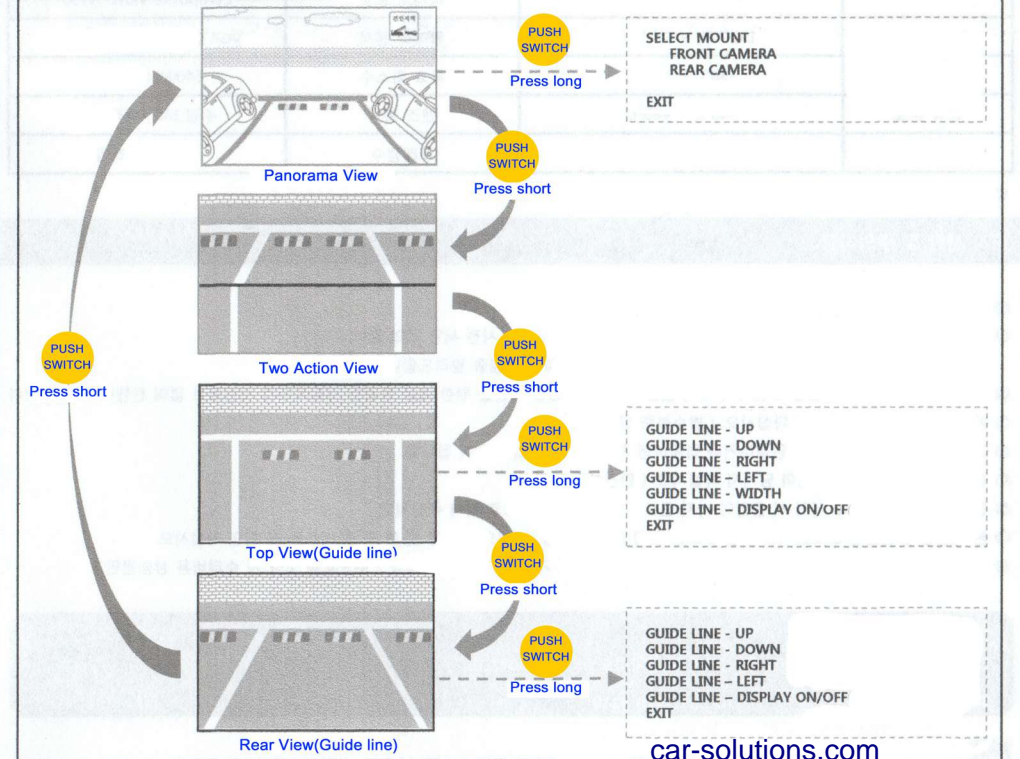 PUSH
SWITCH
Press long
SELECT MOUNT
FRONT CAMERA
REAR CAMERA
EXIT
Panorama View
PUSH
SWITCH
Press short
Two Action View
PUSH
SWITCH
Press short
PUSH
SWITCH
Press short
PUSH
SWITCH
Press long
GUIDE LINE - UP
GUIDE LINE - DOWN
GUIDE LINE - RIGHT
GUIDE LINE - LEFT
GUIDE LINE - WIDTH
GUIDE LINE – DISPLAY ON/OFF
EXIT
Top View(Guide line)
PUSH
SWITCH
Press short
PUSH
SWITCH
Press long
GUIDE LINE - UP
GUIDE LINE - DOWN
GUIDE LINE - RIGHT
GUIDE LINE – LEFT
GUIDE LINE – DISPLAY ON/OFF
EXIT
Rear View(Guide line)
car-solutions.com